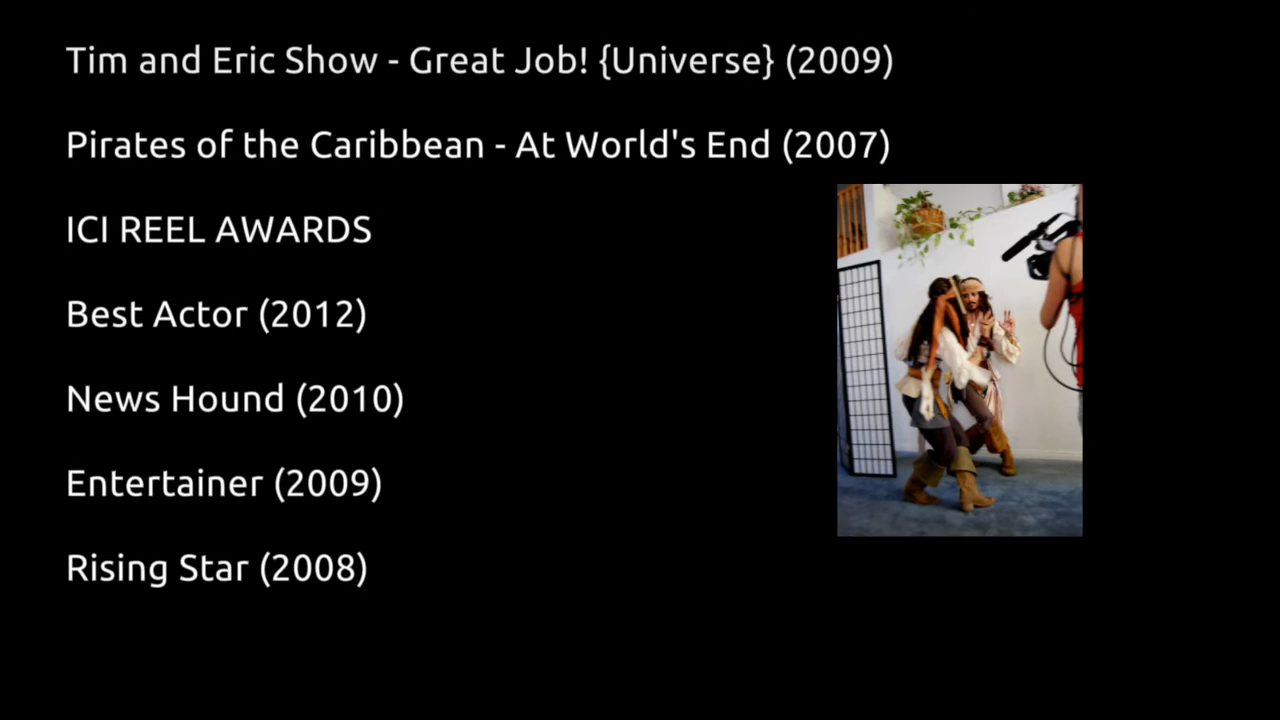 Tim and Eric Show - Great Job! {Universe} (2009)
Pirates of the Caribbean - At World's End (2007)
ICI REEL AWARDS
Best Actor (2012)
News Hound (2010)
Entertainer (2009)
Rising Star (2008)